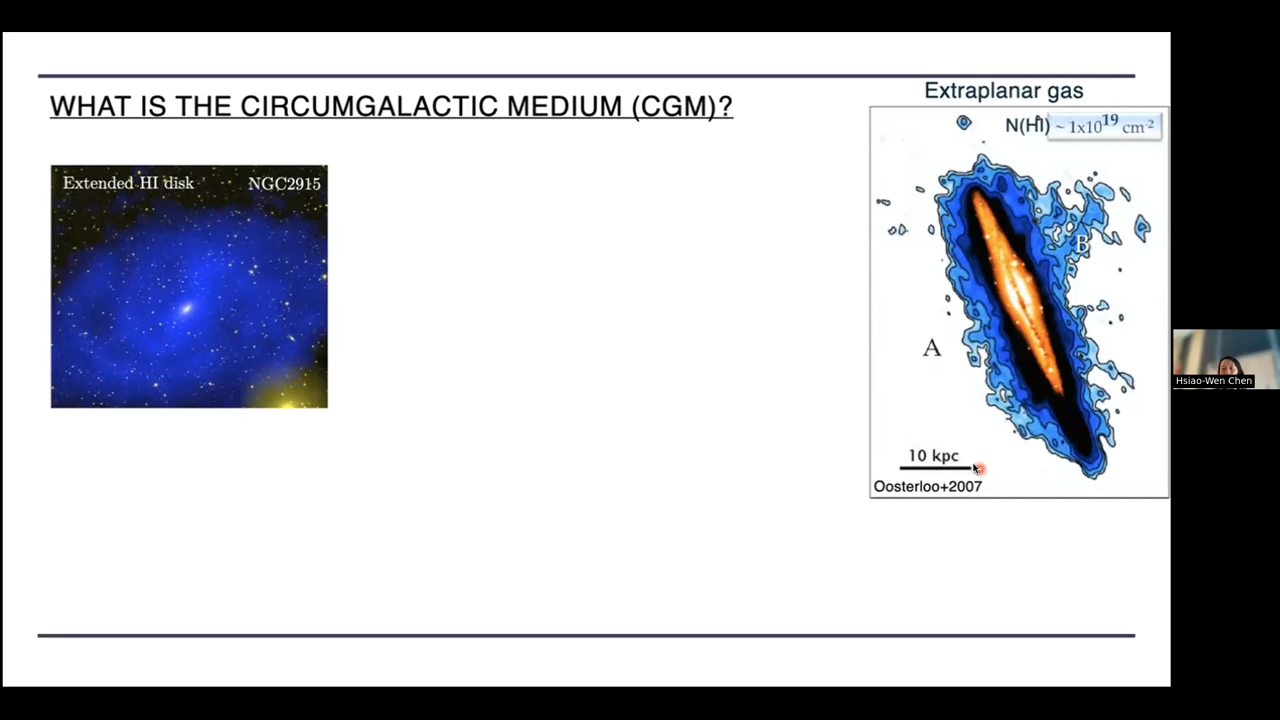 WHAT IS THE CIRCUMGALACTIC MEDIUM (CGM)?
Extended HI disk NGC2915
Extraplanar gas
N(HI) ~ 1x10¹⁹ cm⁻²
B
A
10 kpc
Oosterloo+2007
Hsiao-Wen Chen